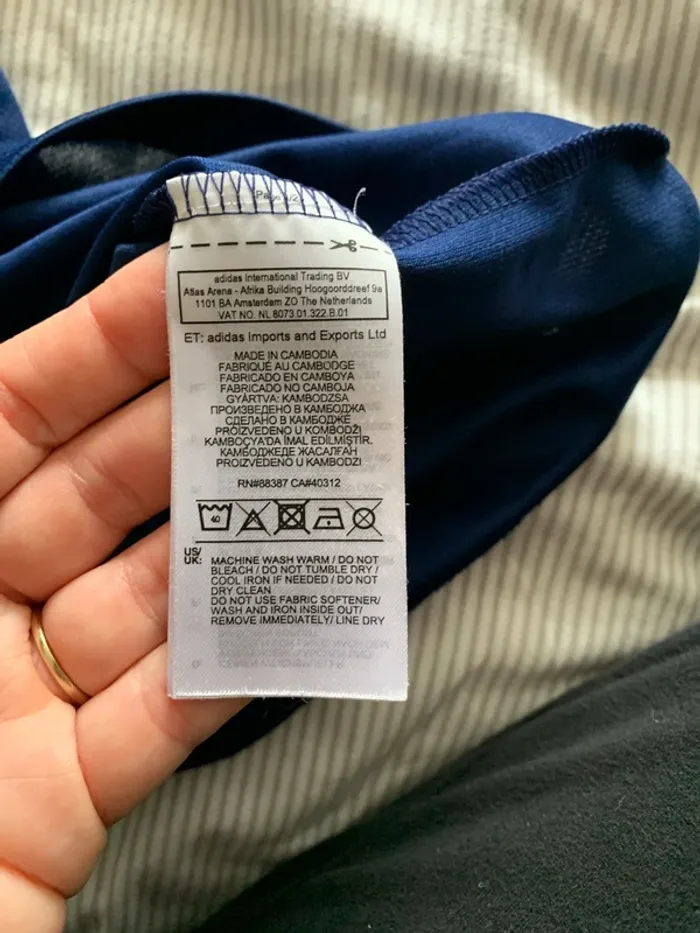 adidas International Trading BV
Atlas Arena - Afrika Building Hoogoorddreef 9a
1101 BA Amsterdam ZO The Netherlands
VAT NO. NL 8073.01.322.B.01
ET: adidas Imports and Exports Ltd
MADE IN CAMBODIA
FABRIQUÉ AU CAMBODGE
FABRICADO EN CAMBOYA
FABRICADO NO CAMBOJA
GYÁRTVA: KAMBODZSA
ПРОИЗВЕДЕНО В КАМБОДЖА
СДЕЛАНО В КАМБОДЖЕ
PROIZVEDENO U KOMBODŽI
KAMBOÇYA'DA İMAL EDİLMİŞTİR.
КАМБОДЖЕДЕ ЖАСАЛҒАН
PROIZVEDENO U KAMBODZI
RN#88387 CA#40312
40
US/
UK: MACHINE WASH WARM / DO NOT
BLEACH / DO NOT TUMBLE DRY /
COOL IRON IF NEEDED / DO NOT
DRY CLEAN
DO NOT USE FABRIC SOFTENER/
WASH AND IRON INSIDE OUT/
REMOVE IMMEDIATELY/ LINE DRY